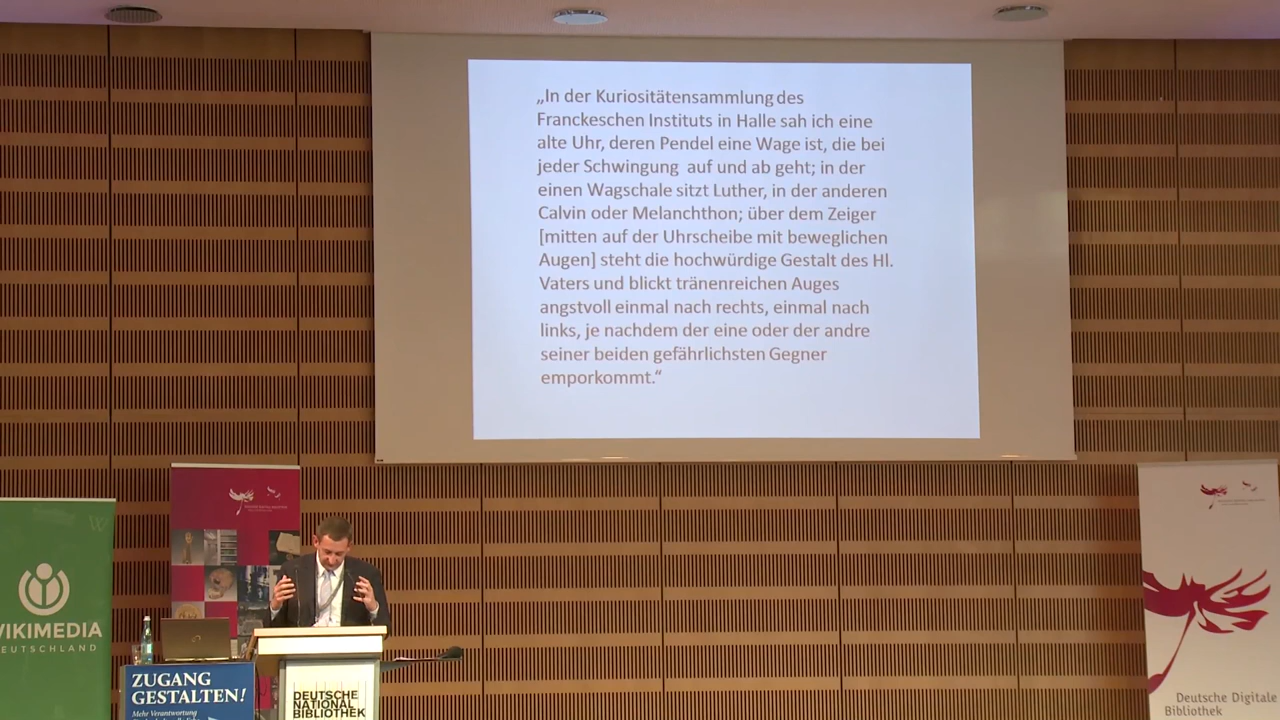 „In der Kuriositätensammlung des
Franckeschen Instituts in Halle sah ich eine
alte Uhr, deren Pendel eine Wage ist, die bei
jeder Schwingung auf und ab geht; in der
einen Wagschale sitzt Luther, in der anderen
Calvin oder Melanchthon; über dem Zeiger
[mitten auf der Uhrscheibe mit beweglichen
Augen] steht die hochwürdige Gestalt des Hl.
Vaters und blickt tränenreichen Auges
angstvoll einmal nach rechts, einmal nach
links, je nachdem der eine oder der andre
seiner beiden gefährlichsten Gegner
emporkommt.“
WIKIMEDIA
DEUTSCHLAND
ZUGANG
GESTALTEN!
Mehr Verantwortung
DEUTSCHE
NATIONAL
BIBLIOTHEK
Deutsche Digitale
Bibliothek